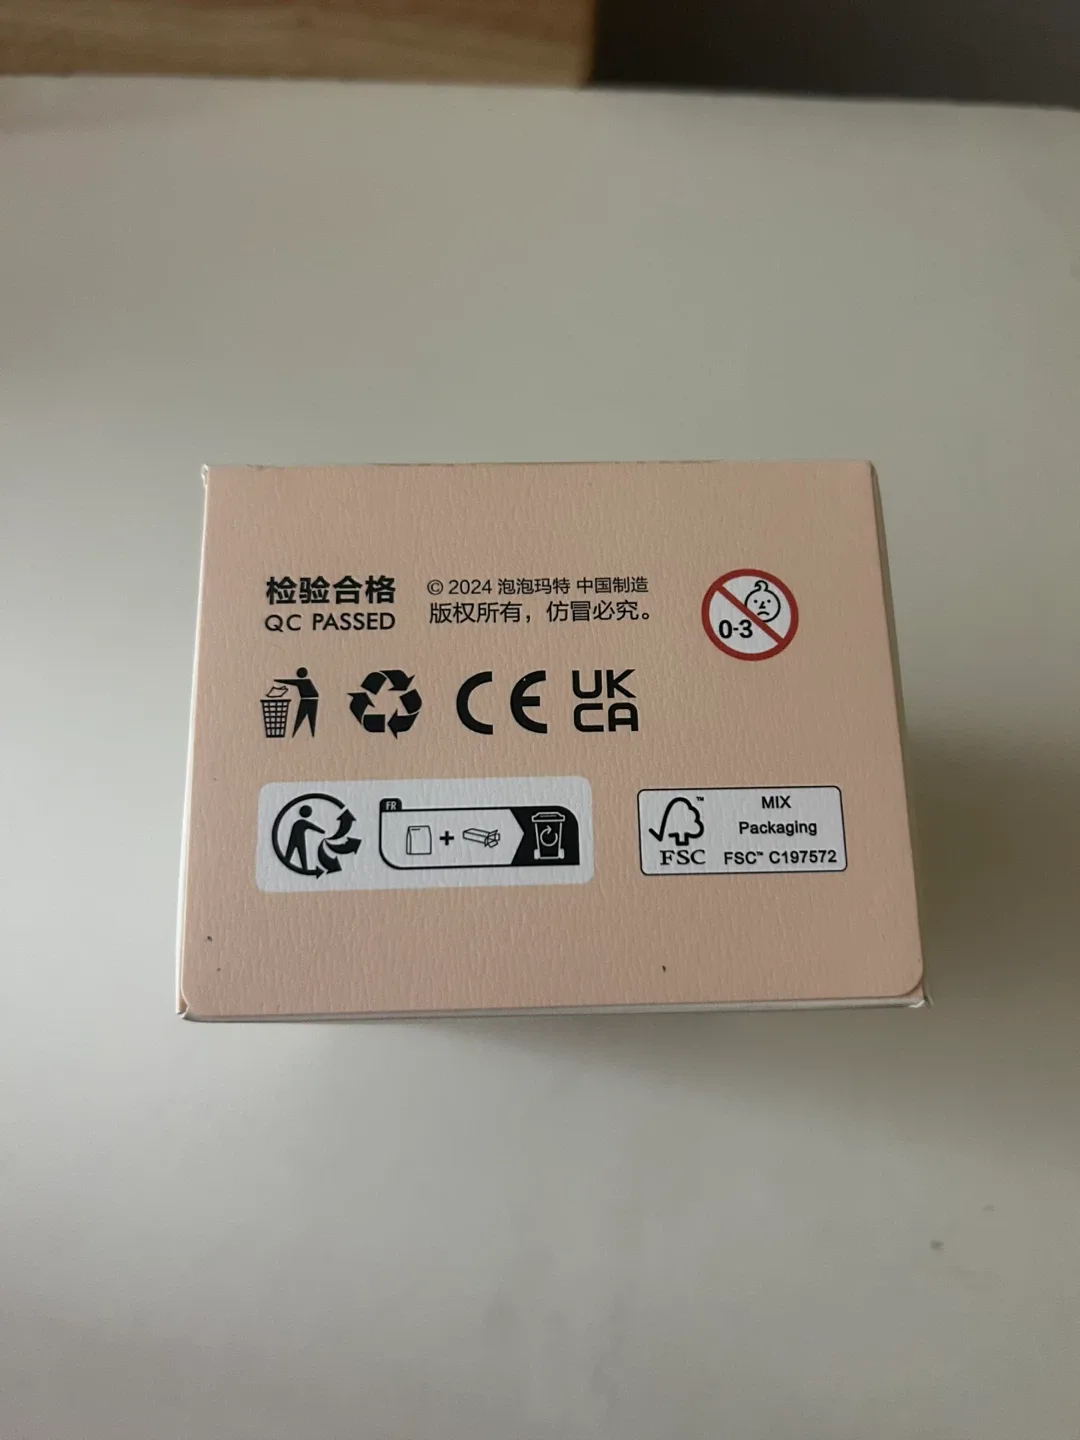 检验合格
QC PASSED
© 2024 泡泡玛特 中国制造
版权所有，仿冒必究。
0-3
CE
UK
CA
FR
+
FSC
MIX
Packaging
FSC™ C197572